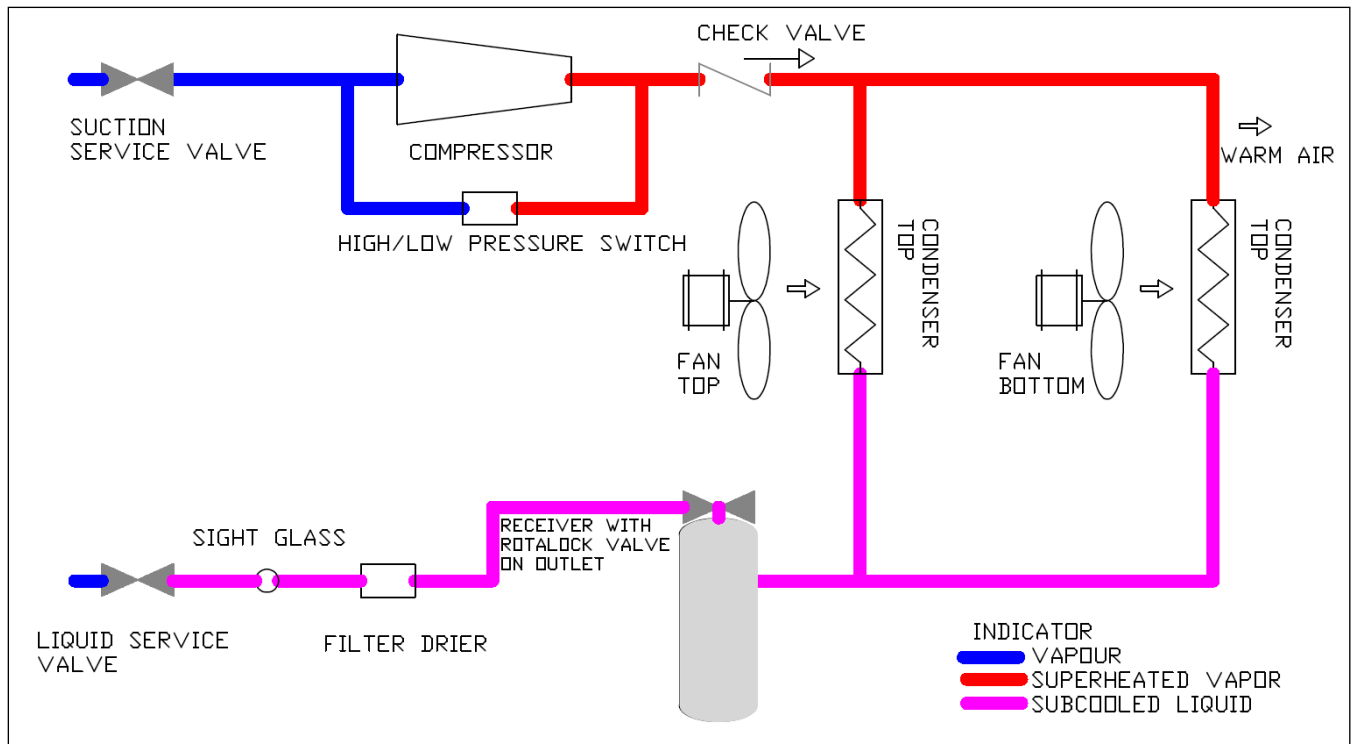 CHECK VALVE
SUCTION
SERVICE VALVE
COMPRESSOR
WARM AIR
HIGH/LOW PRESSURE SWITCH
CONDENSER
TOP
CONDENSER
TOP
FAN
TOP
FAN
BOTTOM
RECEIVER WITH
ROTALOCK VALVE
ON OUTLET
SIGHT GLASS
LIQUID SERVICE
VALVE
FILTER DRIER
INDICATOR
VAPOUR
SUPERHEATED VAPOR
SUBCOOLED LIQUID